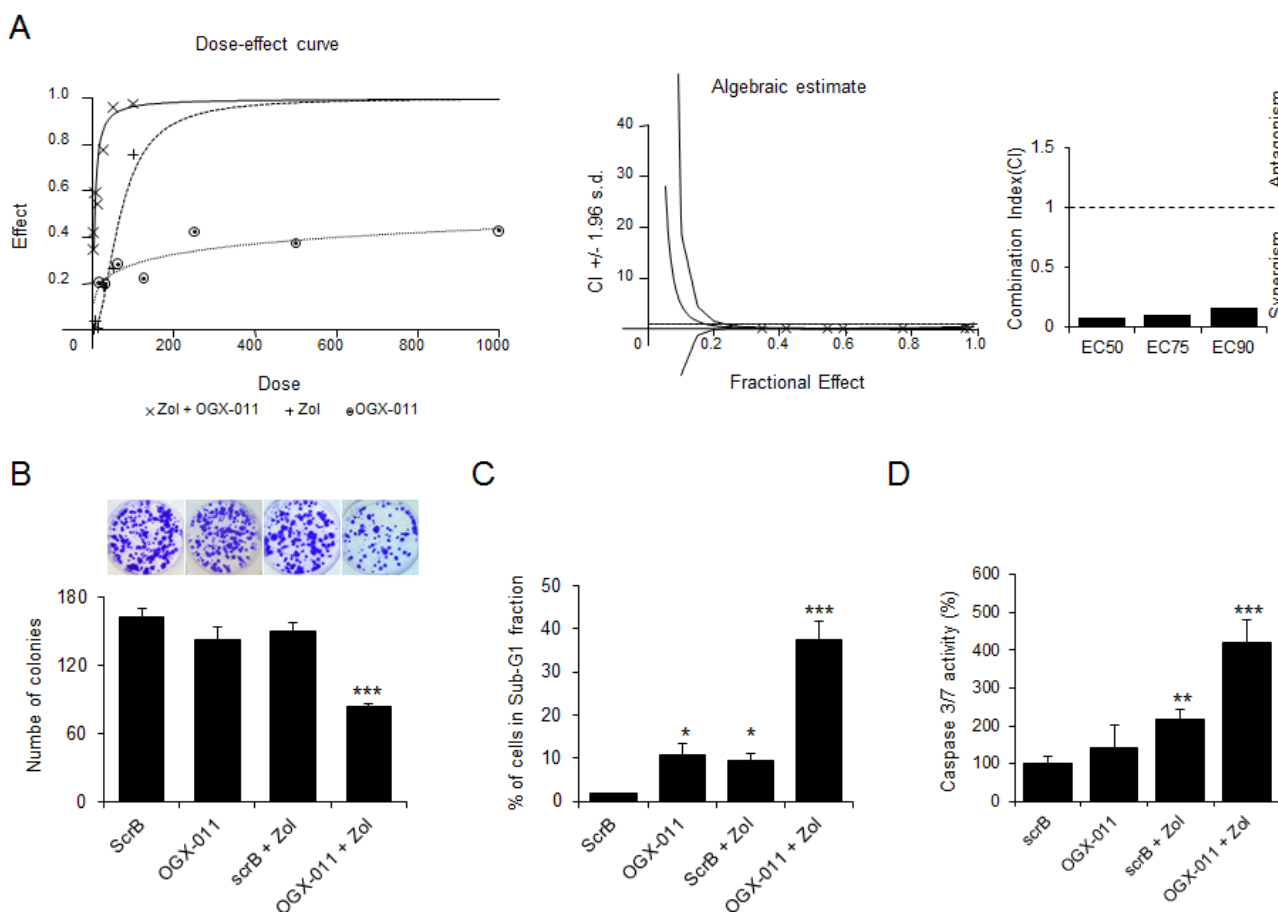 A
Dose-effect curve
Effect
1.0
0.8
0.6
0.4
0.2
0
0
200
400
600
800
1000
Dose
Zol + OGX-011
Zol
OGX-011
Algebraic estimate
CI +/- 1.96 s.d.
40
30
20
10
0
0
0.2
0.4
0.6
0.8
1.0
Fractional Effect
Combination Index(CI)
1.5
1
0.5
0
EC50
EC75
EC90
Antagonism
Synergism
B
Numbe of colonies
180
120
60
0
ScrB
OGX-011
scrB + Zol
OGX-011 + Zol
***
C
% of cells in Sub-G1 fraction
50
40
30
20
10
0
*
*
***
ScrB
OGX-011
ScrB + Zol
OGX-011 + Zol
D
Caspase 3/7 activity (%)
600
500
400
300
200
100
0
**
***
scrB
OGX-011
scrB + Zol
OGX-011 + Zol